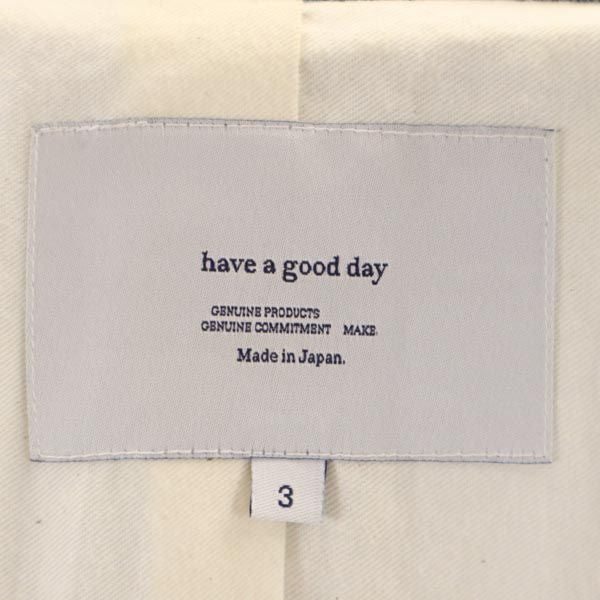 have a good day
GENUINE PRODUCTS
GENUINE COMMITMENT MAKE.
Made in Japan.
3